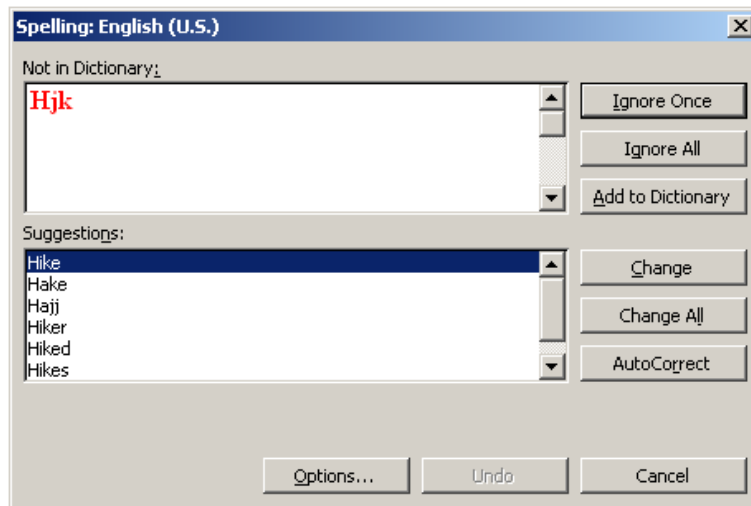 Spelling: English (U.S.)
Not in Dictionary:
Hjk
Ignore Once
Ignore All
Add to Dictionary
Suggestions:
Hike
Hake
Hajj
Hiker
Hiked
Hikes
Change
Change All
AutoCorrect
Options...
Undo
Cancel